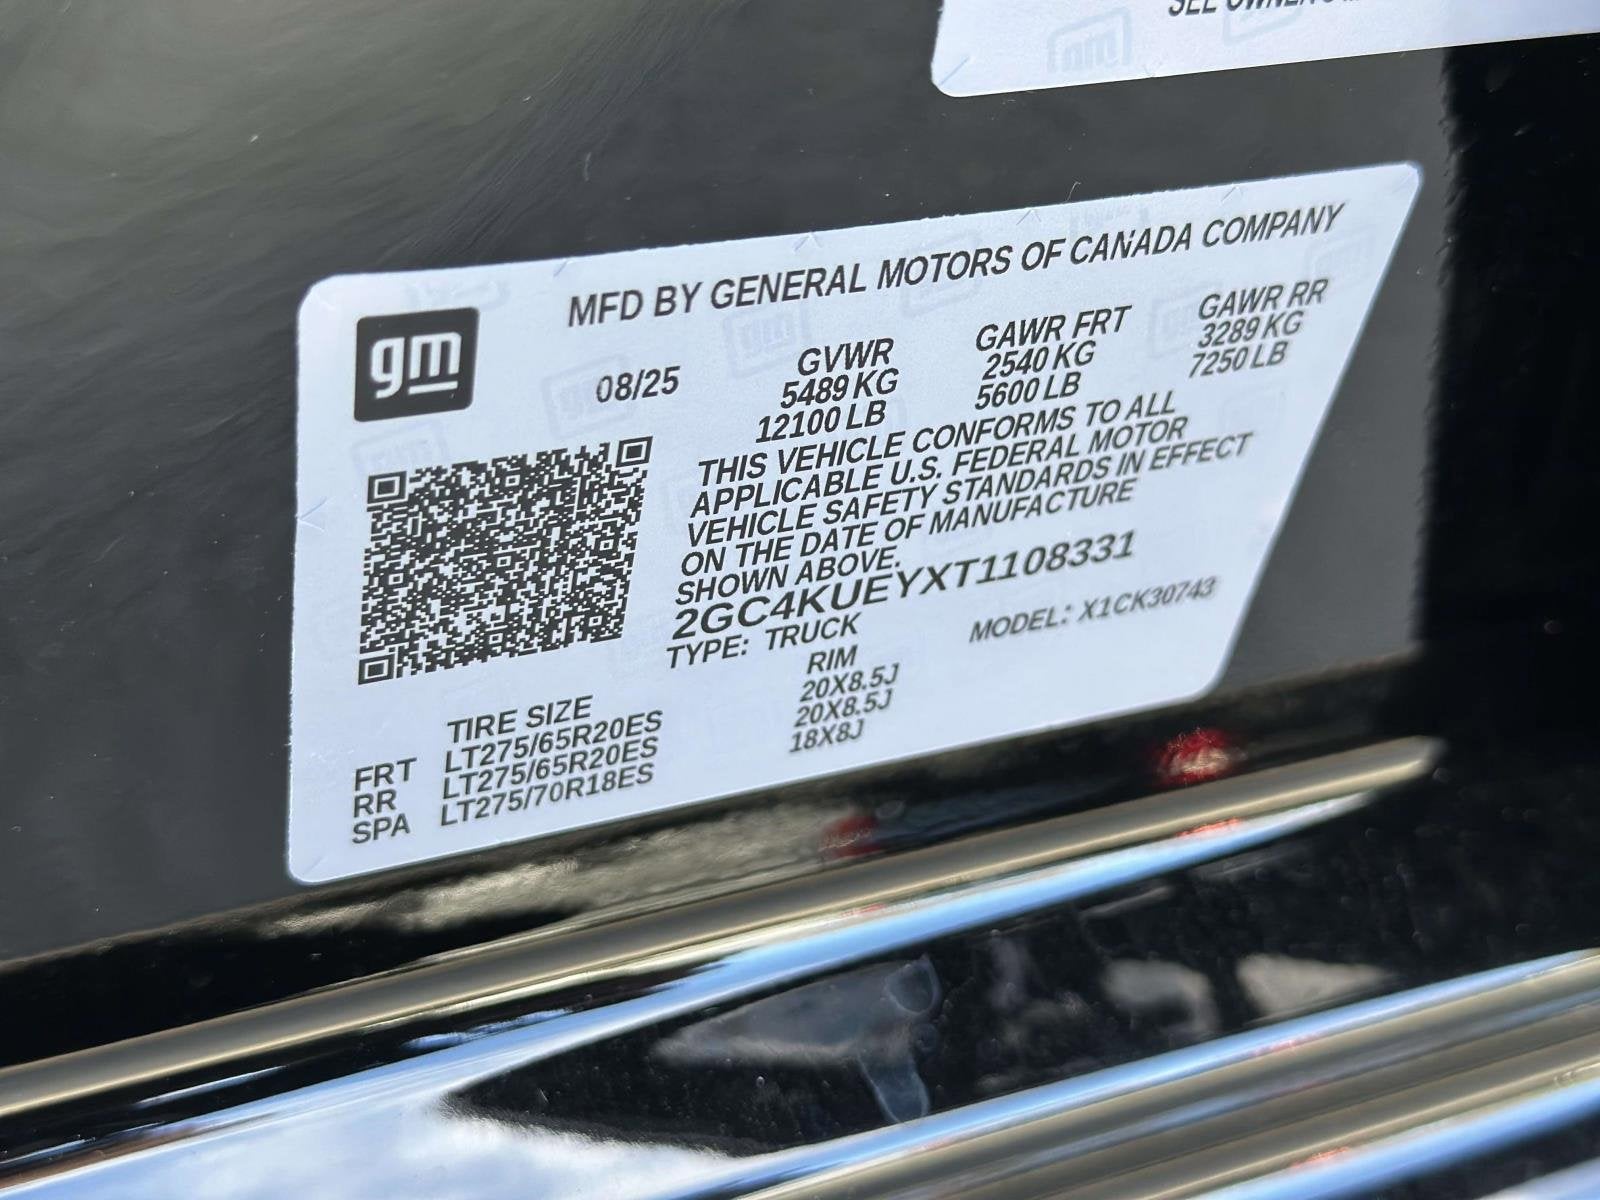 SEE OWNER'S
gm
MFD BY GENERAL MOTORS OF CANADA COMPANY
08/25 GVWR GAWR FRT GAWR RR
5489 KG 2540 KG 3289 KG
12100 LB 5600 LB 7250 LB
THIS VEHICLE CONFORMS TO ALL
APPLICABLE U.S. FEDERAL MOTOR
VEHICLE SAFETY STANDARDS IN EFFECT
ON THE DATE OF MANUFACTURE
SHOWN ABOVE.
2GC4KUEYXT1108331
TYPE: TRUCK MODEL: X1CK30743
TIRE SIZE RIM
FRT LT275/65R20ES 20X8.5J
RR LT275/65R20ES 20X8.5J
SPA LT275/70R18ES 18X8J